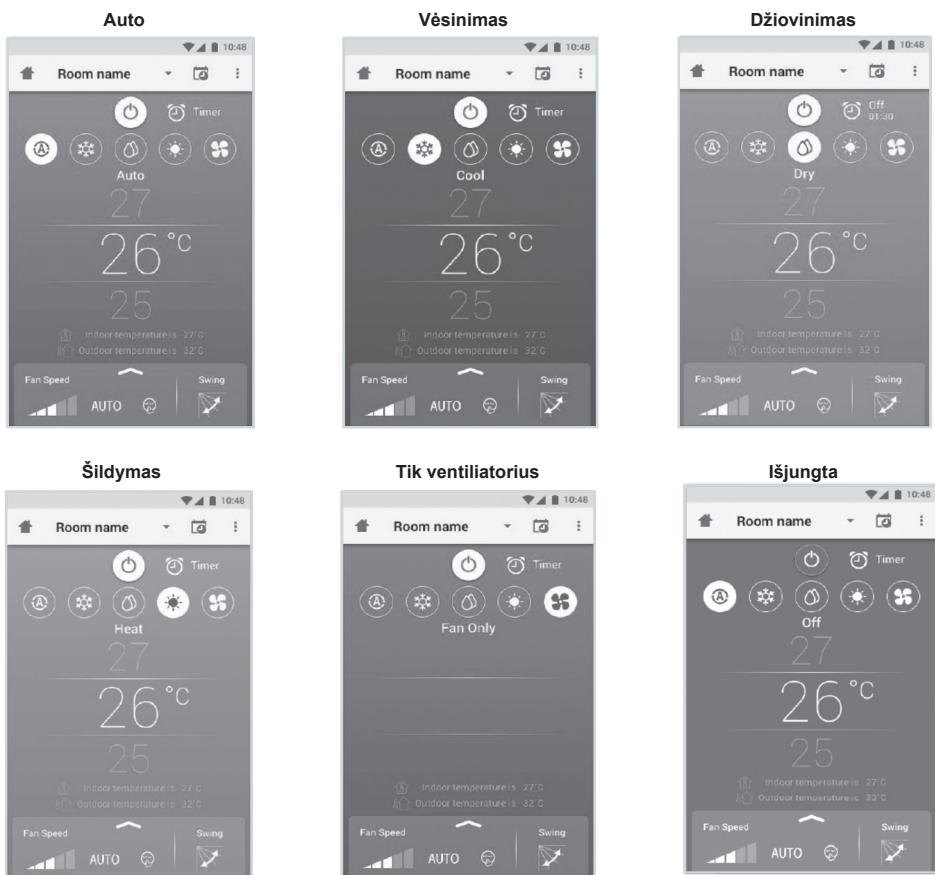 Auto
10:48
Room name
Timer
Auto
27
26°C
25
Indoor temperature is 27°C
Outdoor temperature is 32°C
Fan Speed
Swing
AUTO
Vėsinimas
10:48
Room name
Timer
Cool
27
26°C
25
Indoor temperature is 27°C
Outdoor temperature is 32°C
Fan Speed
Swing
AUTO
Džiovinimas
10:48
Room name
Off
01:30
Dry
27
26°C
25
Indoor temperature is 27°C
Outdoor temperature is 32°C
Fan Speed
Swing
AUTO
Šildymas
10:48
Room name
Timer
Heat
27
26°C
25
Indoor temperature is 27°C
Outdoor temperature is 32°C
Fan Speed
Swing
AUTO
Tik ventiliatorius
10:48
Room name
Timer
Fan Only
Indoor temperature is 27°C
Outdoor temperature is 32°C
Fan Speed
Swing
AUTO
Išjungta
10:48
Room name
Timer
Off
27
26°C
25
Indoor temperature is 27°C
Outdoor temperature is 32°C
Fan Speed
Swing
AUTO